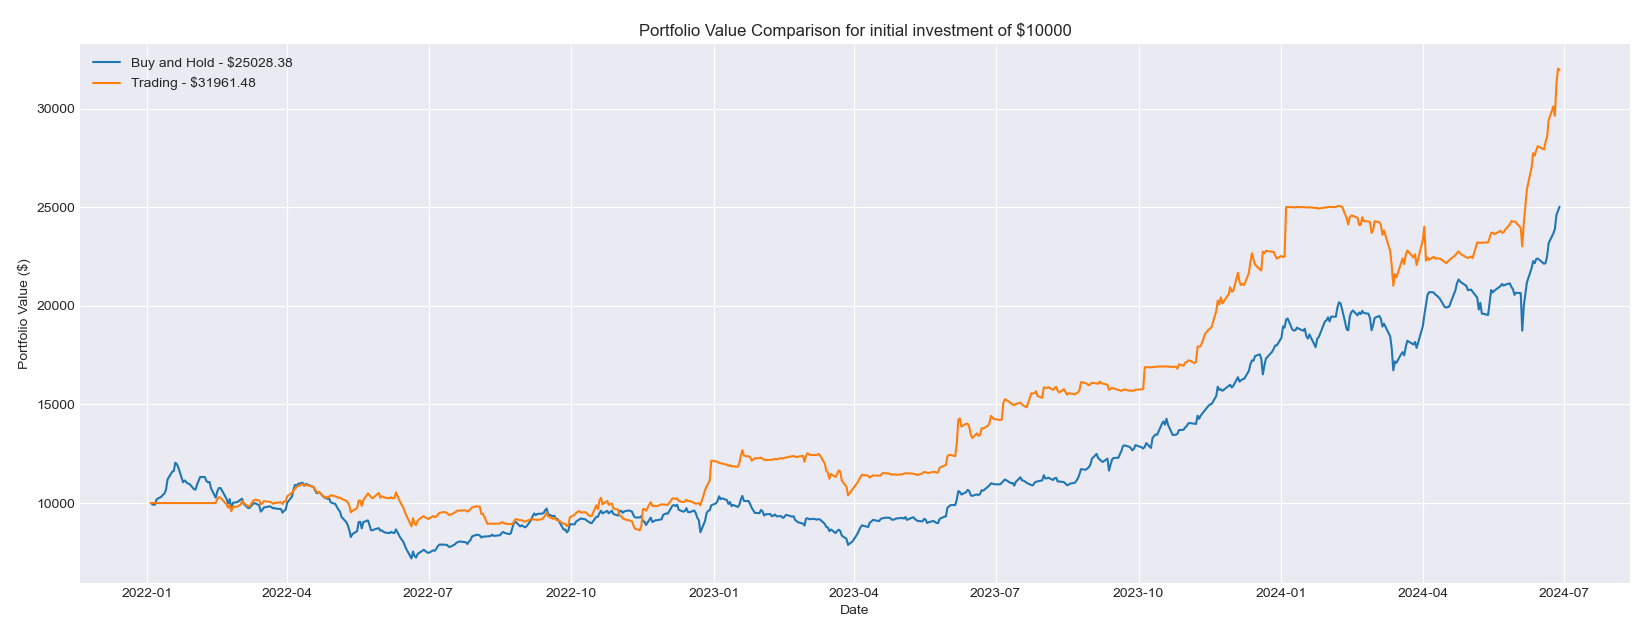 Portfolio Value Comparison for initial investment of $10000
Buy and Hold - $25028.38
Trading - $31961.48
30000
25000
20000
15000
10000
Portfolio Value ($)
2022-01 2022-04 2022-07 2022-10 2023-01 2023-04 2023-07 2023-10 2024-01 2024-04 2024-07
Date